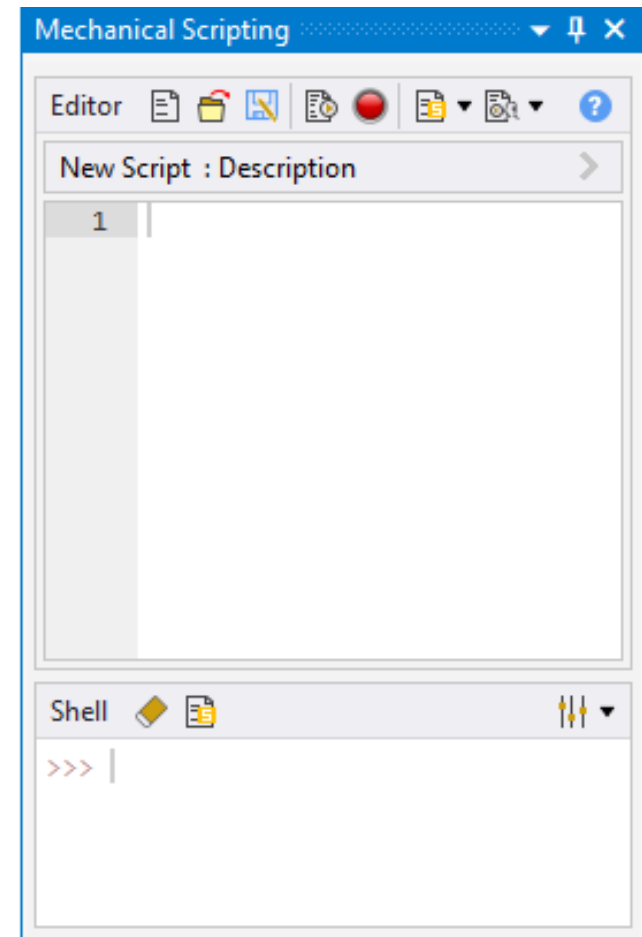 Mechanical Scripting
Editor
New Script : Description
1
Shell
>>>